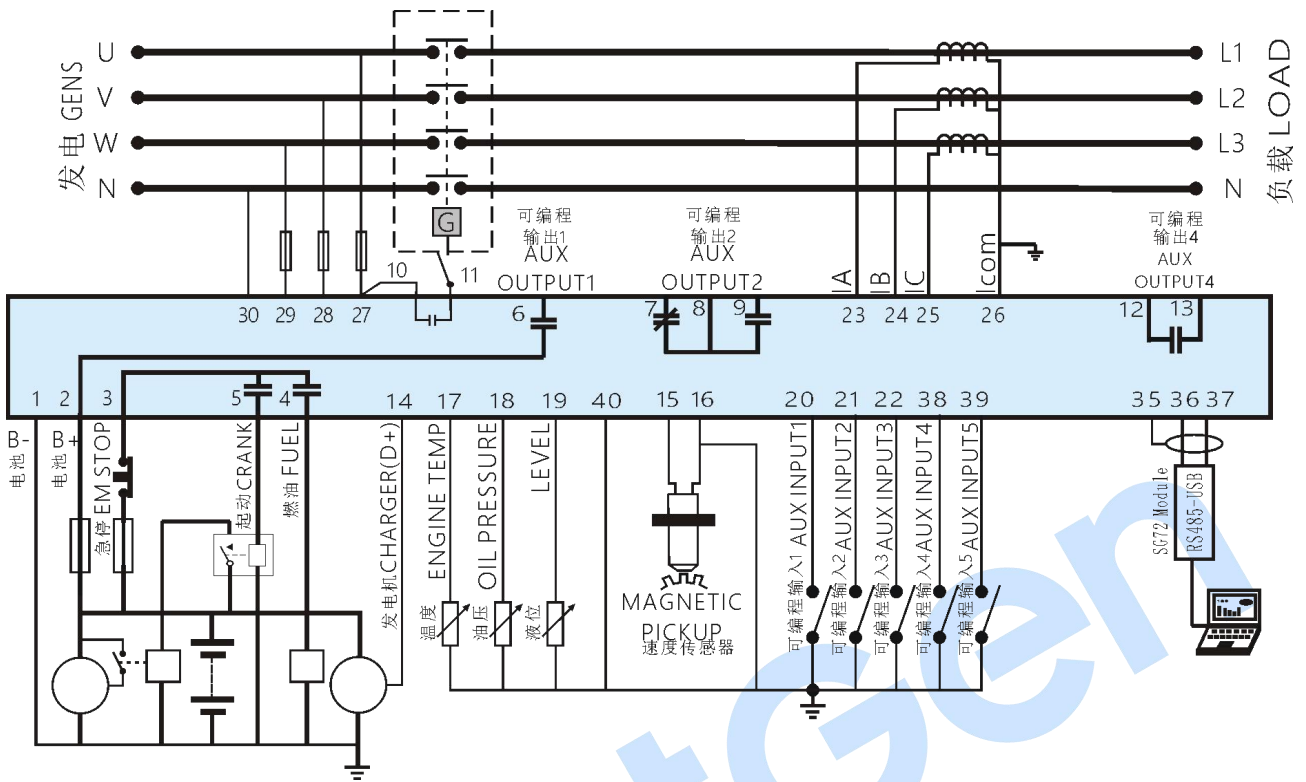 发电 GENS
U
V
W
N
L1
L2
L3
N
负载 LOAD
G
可编程
输出1
AUX
OUTPUT1
可编程
输出2
AUX
OUTPUT2
可编程
输出4
AUX
OUTPUT4
IA
IB
IC
Icom
30
29
28
27
10
11
6
7
8
9
23
24
25
26
12
13
1
2
3
5
4
14
17
18
19
40
15
16
20
21
22
38
39
35
36
37
B-
电池
B+
电池
急停 EM STOP
起动 CRANK
燃油 FUEL
发电机 CHARGER(D+)
ENGINE TEMP
温度
OIL PRESSURE
油压
LEVEL
液位
MAGNETIC
PICKUP
速度传感器
可编程输入1 AUX INPUT1
可编程输入2 AUX INPUT2
可编程输入3 AUX INPUT3
可编程输入4 AUX INPUT4
可编程输入5 AUX INPUT5
SG72 Module
RS485-USB
tGen